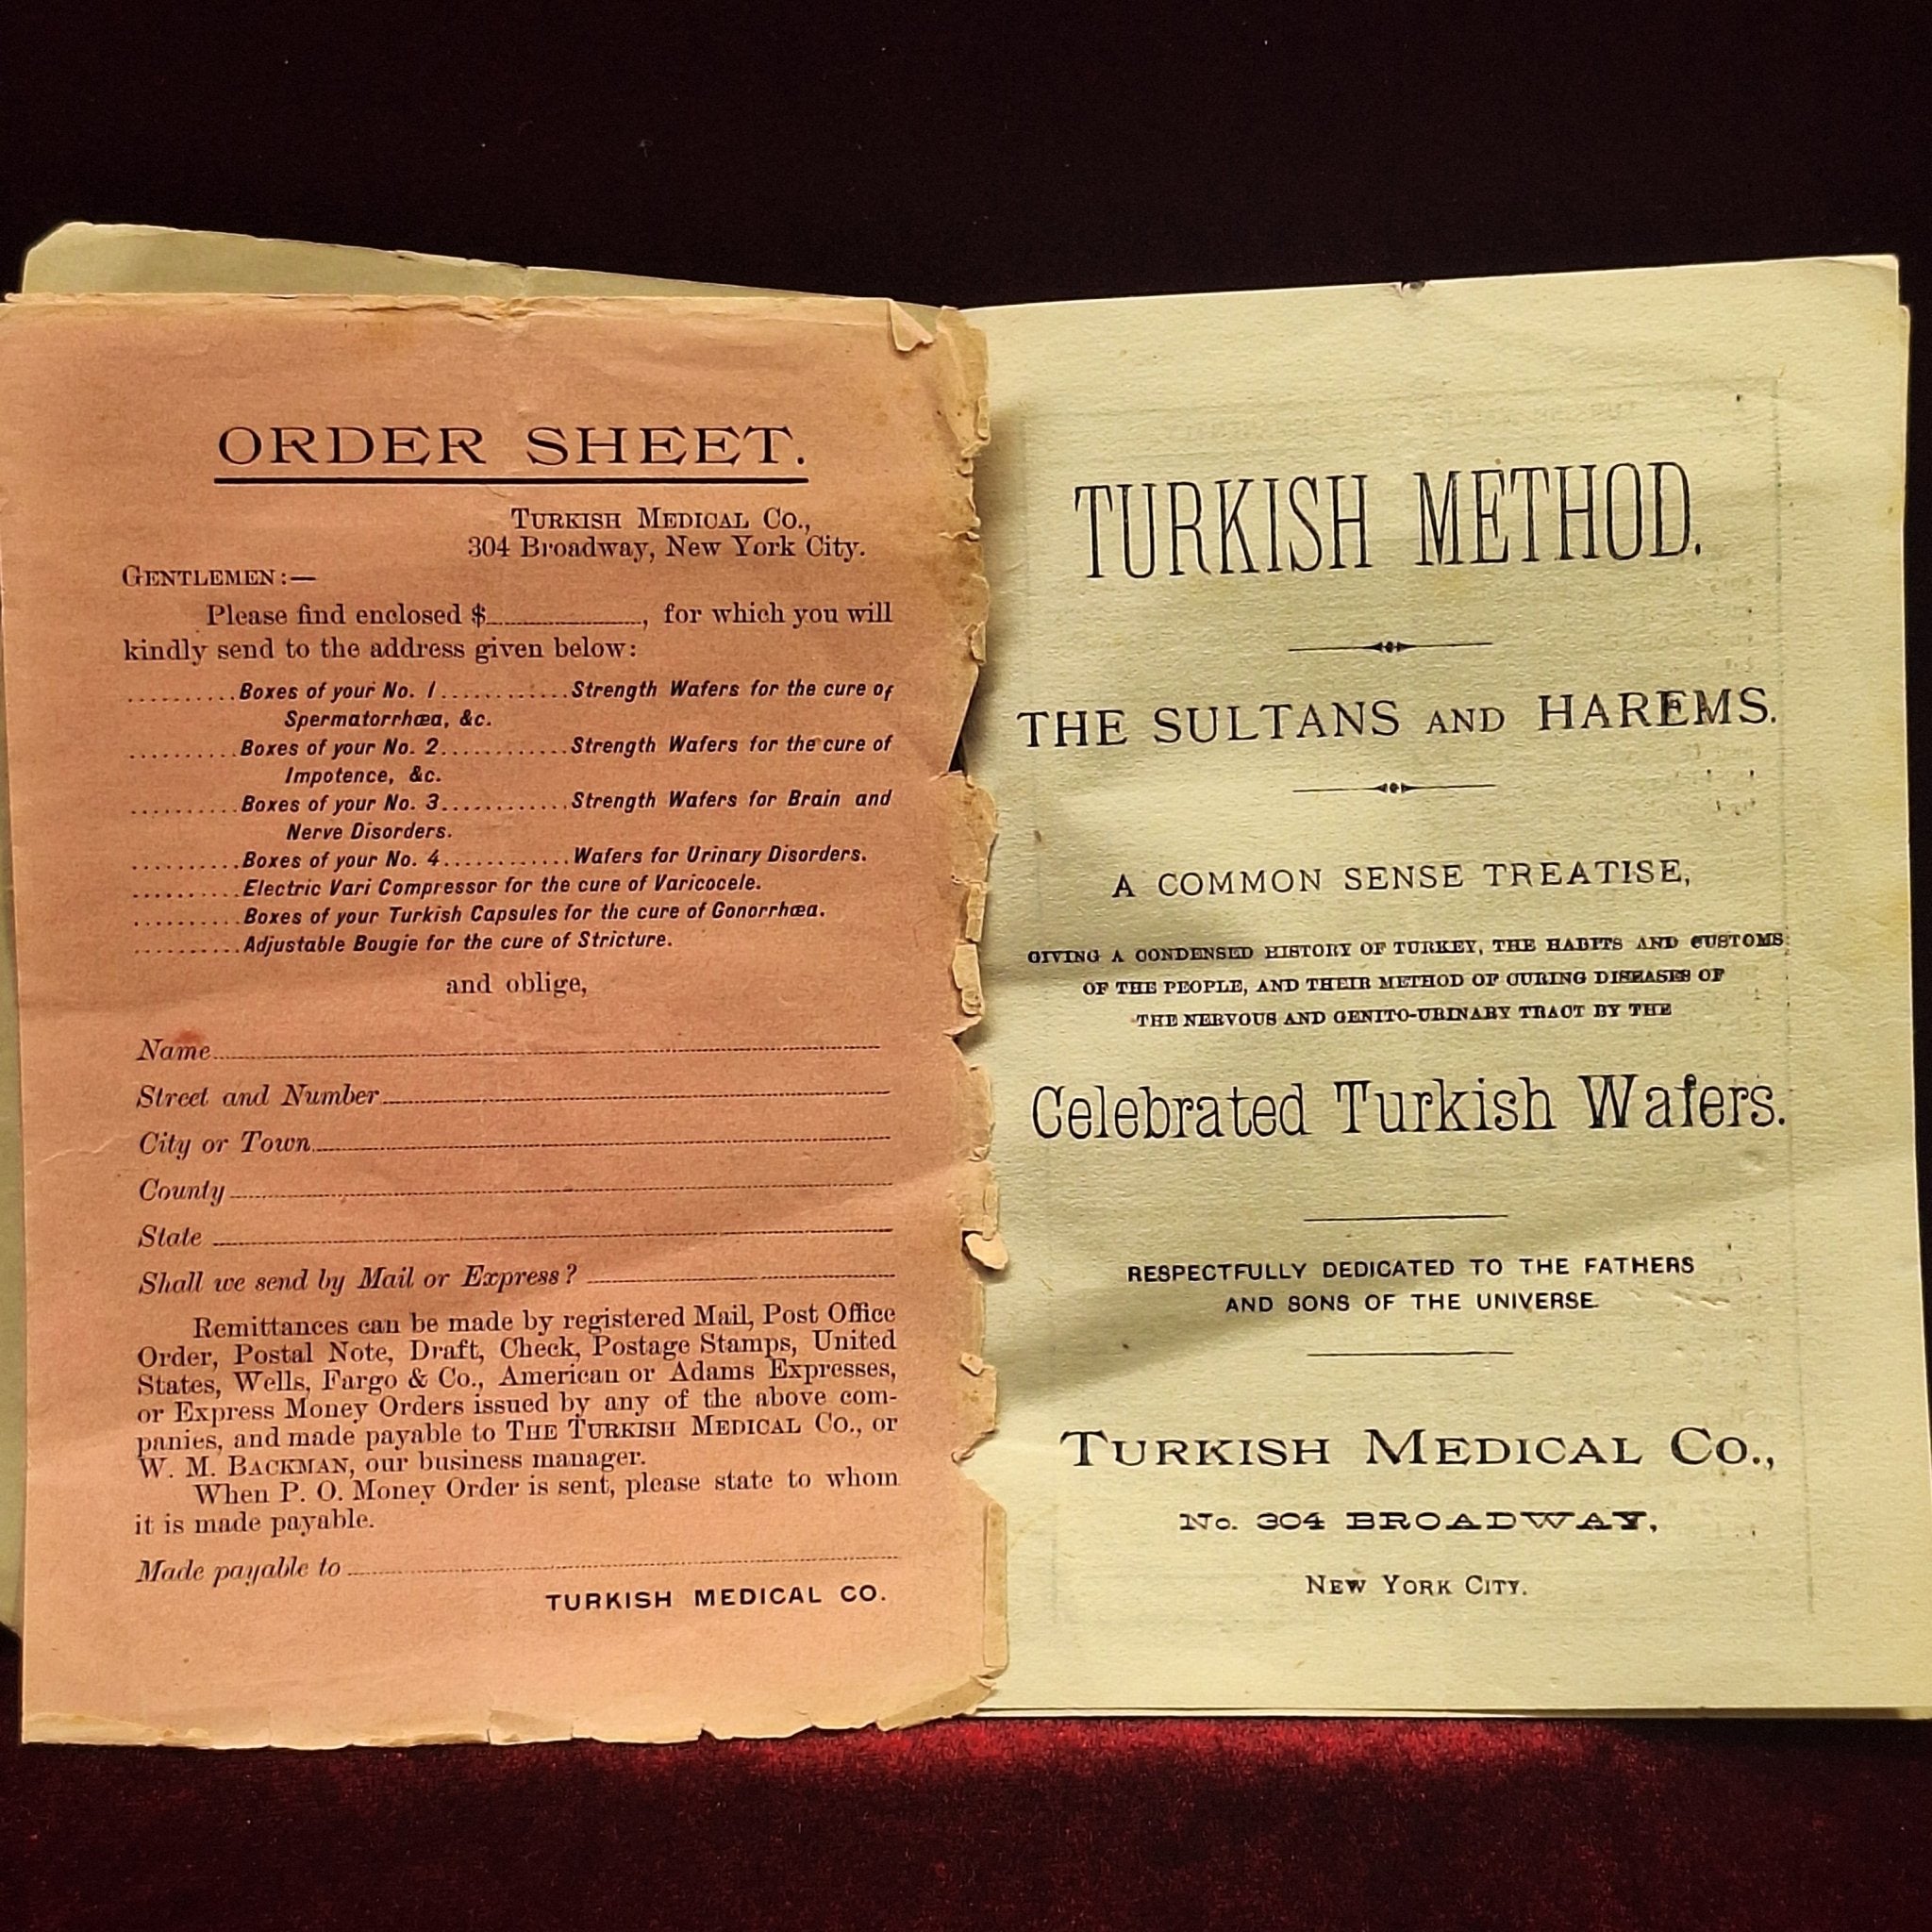 ORDER SHEET.
TURKISH MEDICAL CO.,
304 Broadway, New York City.
GENTLEMEN:—
Please find enclosed $...................., for which you will
kindly send to the address given below:
..........Boxes of your No. 1............Strength Wafers for the cure of
Spermatorrhœa, &c.
..........Boxes of your No. 2............Strength Wafers for the cure of
Impotence, &c.
..........Boxes of your No. 3............Strength Wafers for Brain and
Nerve Disorders.
..........Boxes of your No. 4............Wafers for Urinary Disorders.
..........Electric Vari Compressor for the cure of Varicocele.
..........Boxes of your Turkish Capsules for the cure of Gonorrhœa.
..........Adjustable Bougie for the cure of Stricture.
and oblige,
Name
Street and Number
City or Town
County
State
Shall we send by Mail or Express?
Remittances can be made by registered Mail, Post Office
Order, Postal Note, Draft, Check, Postage Stamps, United
States, Wells, Fargo & Co., American or Adams Expresses,
or Express Money Orders issued by any of the above com-
panies, and made payable to THE TURKISH MEDICAL CO., or
W. M. BACKMAN, our business manager.
When P. O. Money Order is sent, please state to whom
it is made payable.
Made payable to
TURKISH MEDICAL CO.
TURKISH METHOD.
THE SULTANS AND HAREMS.
A COMMON SENSE TREATISE,
GIVING A CONDENSED HISTORY OF TURKEY, THE HABITS AND CUSTOMS
OF THE PEOPLE, AND THEIR METHOD OF CURING DISEASES OF
THE NERVOUS AND GENITO-URINARY TRACT BY THE
Celebrated Turkish Wafers.
RESPECTFULLY DEDICATED TO THE FATHERS
AND SONS OF THE UNIVERSE.
TURKISH MEDICAL CO.,
No. 304 BROADWAY,
NEW YORK CITY.